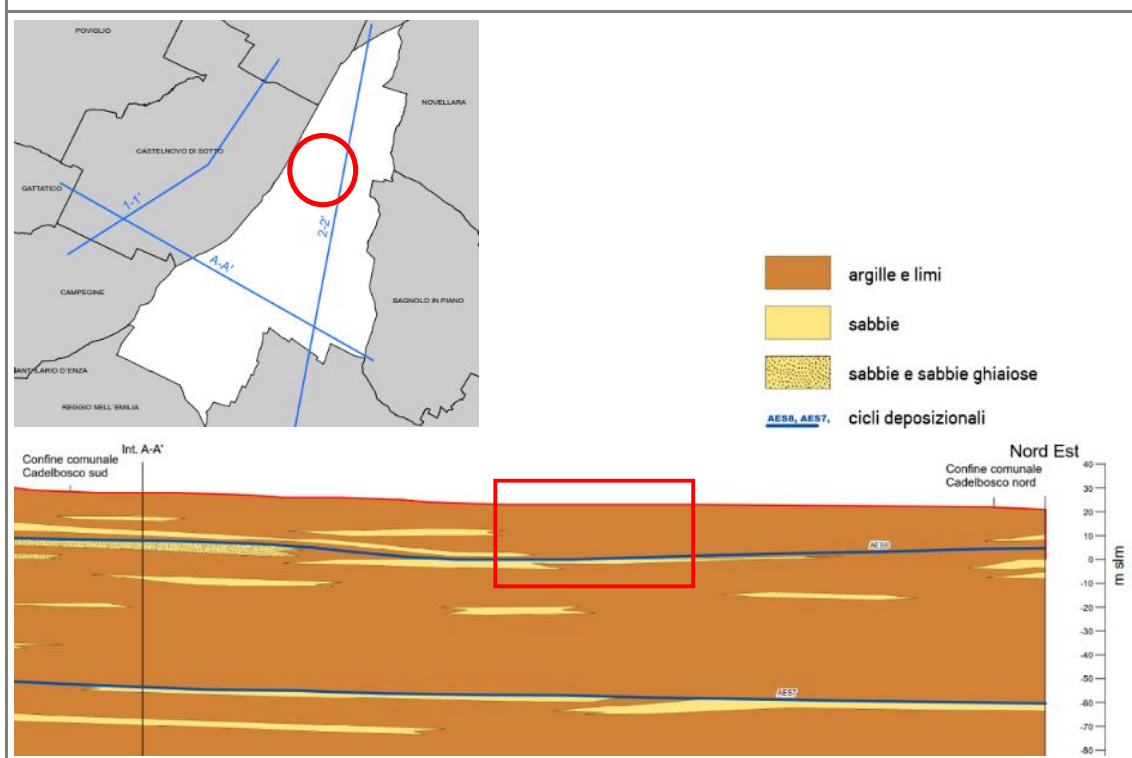 POVIGLIO
NOVELLARA
CASTELNOVO DI SOTTO
GATTATICO
1-1'
2-2'
A-A'
CAMPEGINE
BAGNOLO IN PIANO
SANT'ILARIO D'ENZA
REGGIO NELL'EMILIA
argille e limi
sabbie
sabbie e sabbie ghiaiose
AES8, AES7, cicli deposizionali
Confine comunale
Cadelbosco sud
Int. A-A'
Nord Est
Confine comunale
Cadelbosco nord
40
30
20
10
0
-10
-20
-30
-40
-50
-60
-70
-80
m slm
AES8
AES7